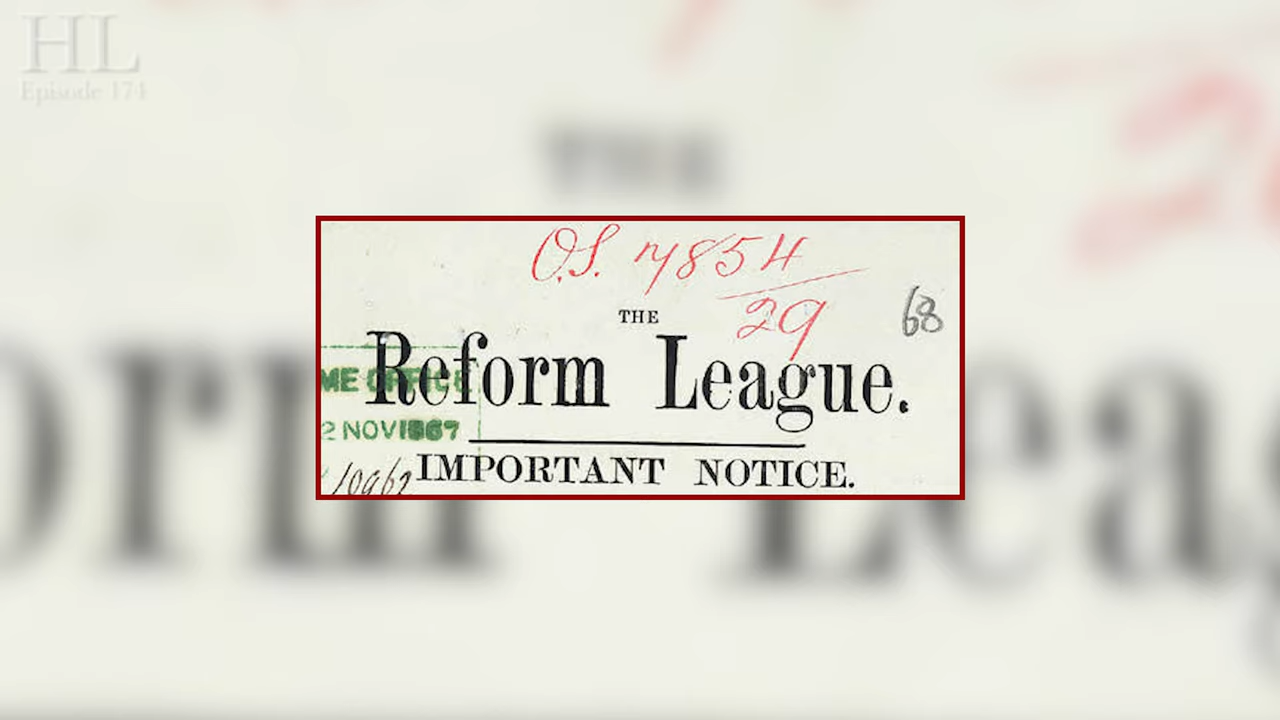 HL
Episode 174
O.S. 7854
29
68
THE
Reform League.
ME OFFICE
2 NOV 1867
IMPORTANT NOTICE.